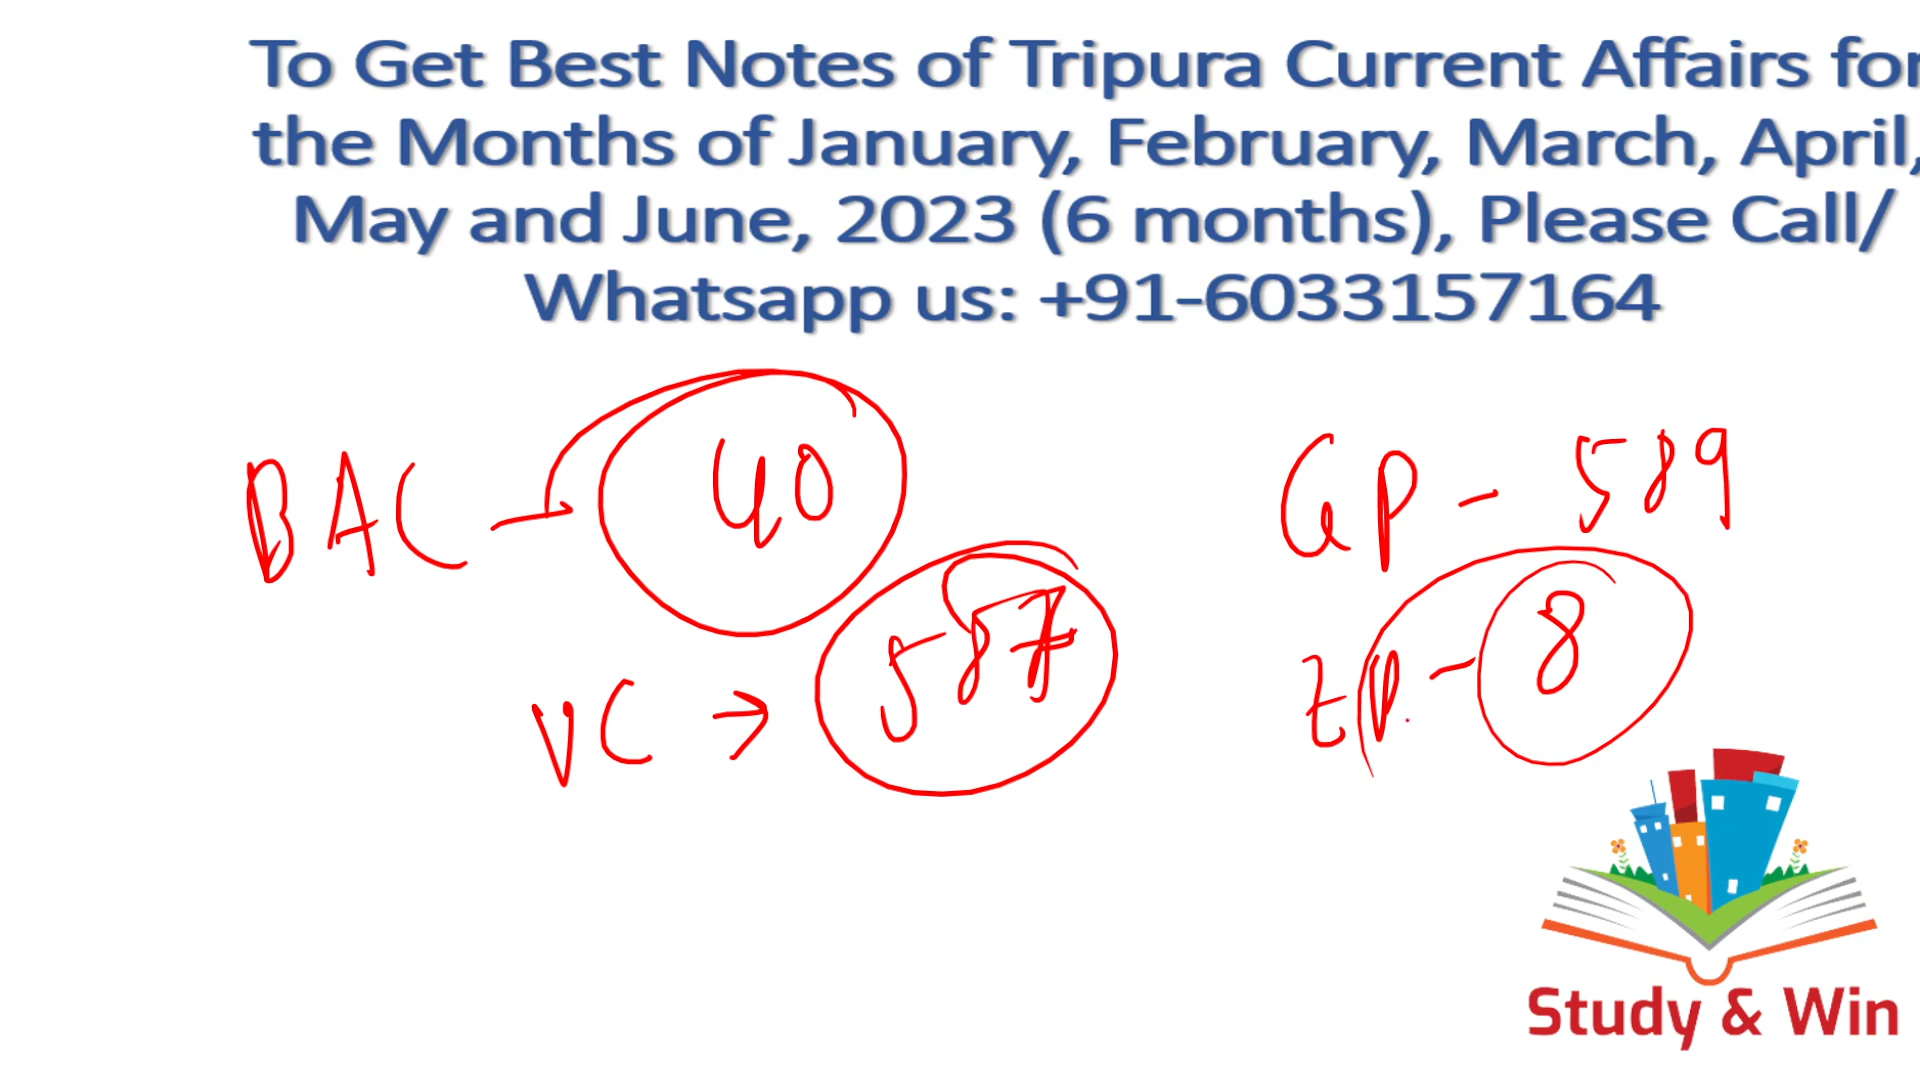 To Get Best Notes of Tripura Current Affairs for
the Months of January, February, March, April,
May and June, 2023 (6 months), Please Call/
Whatsapp us: +91-6033157164
BAC → 40
GP - 589
VC → 587
ZP - 8
Study & Win